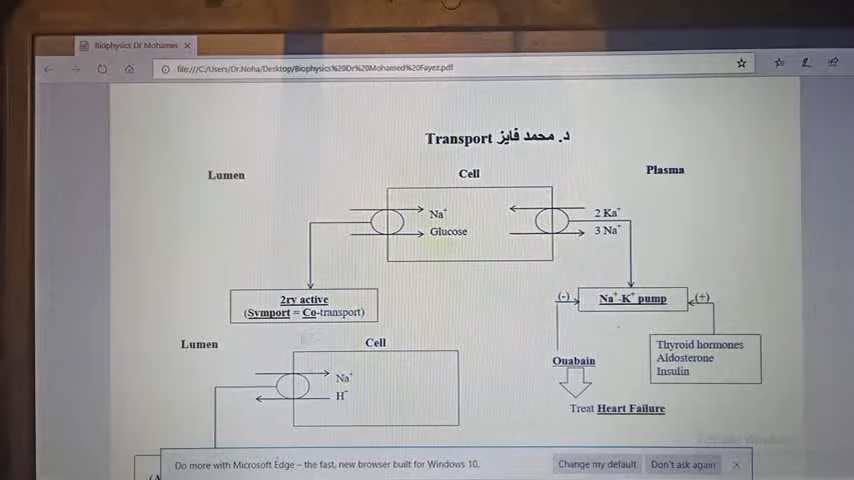 Biophysics Dr Mohamed
file:///C:/Users/Dr.Noha/Desktop/Biophysics%20Dr%20Mohamed%20Fayez.pdf
Transport د. محمد فايز
Lumen
Cell
Plasma
Na+
Glucose
2 Ka+
3 Na+
2ry active
(Symport = Co-transport)
(-)
Na+-K+ pump
(+)
Ouabain
Treat Heart Failure
Thyroid hormones
Aldosterone
Insulin
Lumen
Cell
Na+
H+
Do more with Microsoft Edge – the fast, new browser built for Windows 10.
Change my default
Don't ask again